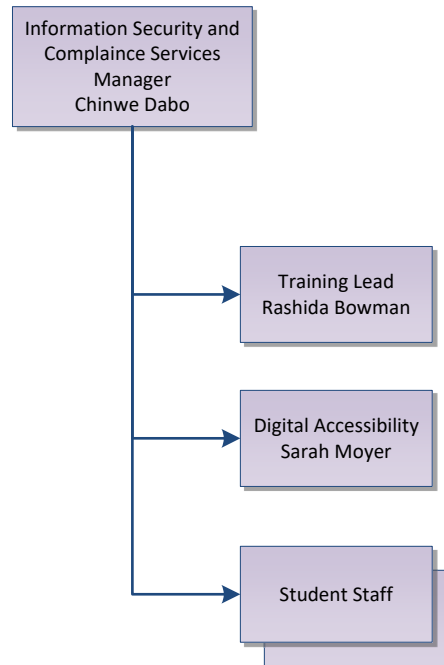 Information Security and
Complaince Services
Manager
Chinwe Dabo
Training Lead
Rashida Bowman
Digital Accessibility
Sarah Moyer
Student Staff